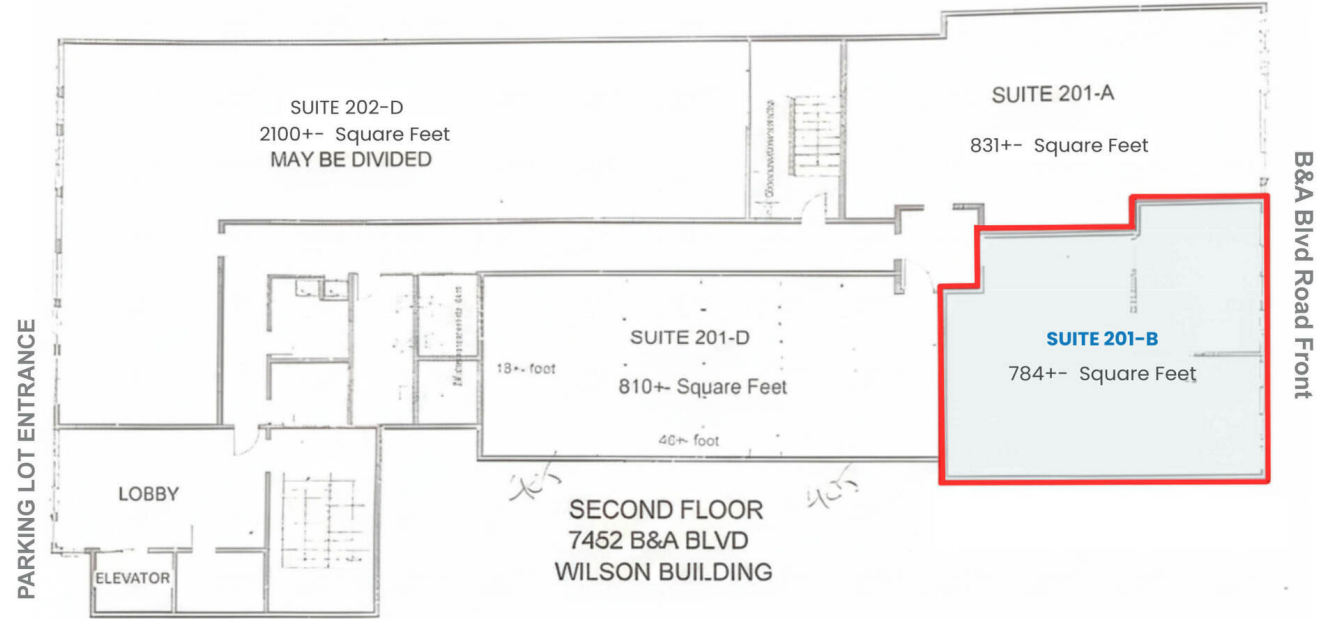 SUITE 202-D
2100+- Square Feet
MAY BE DIVIDED
SUITE 201-A
831+- Square Feet
B&A Blvd Road Front
SUITE 201-D
18+- foot
810+- Square Feet
40+- foot
SUITE 201-B
784+- Square Feet
PARKING LOT ENTRANCE
LOBBY
ELEVATOR
405
405
SECOND FLOOR
7452 B&A BLVD
WILSON BUILDING